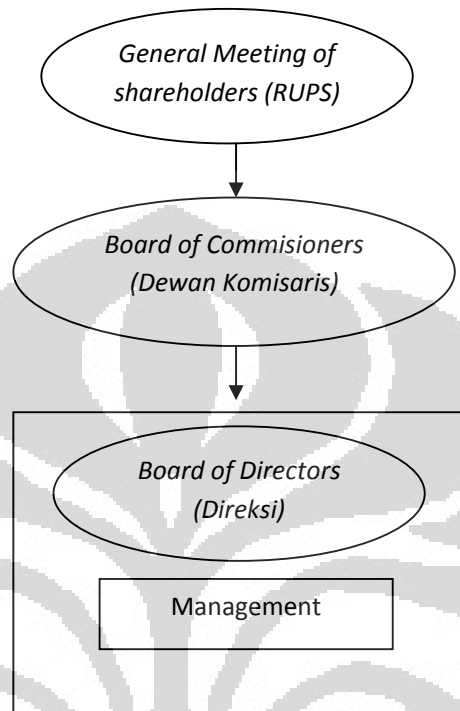 General Meeting of
shareholders (RUPS)
Board of Commisioners
(Dewan Komisaris)
Board of Directors
(Direksi)
Management